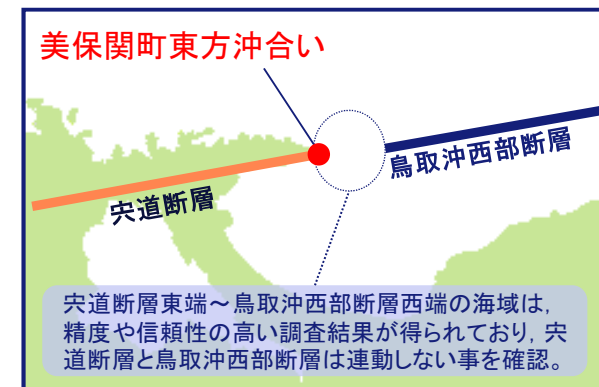 美保関町東方沖合い
鳥取沖西部断層
宍道断層
宍道断層東端～鳥取沖西部断層西端の海域は，
精度や信頼性の高い調査結果が得られており，宍
道断層と鳥取沖西部断層は連動しない事を確認。